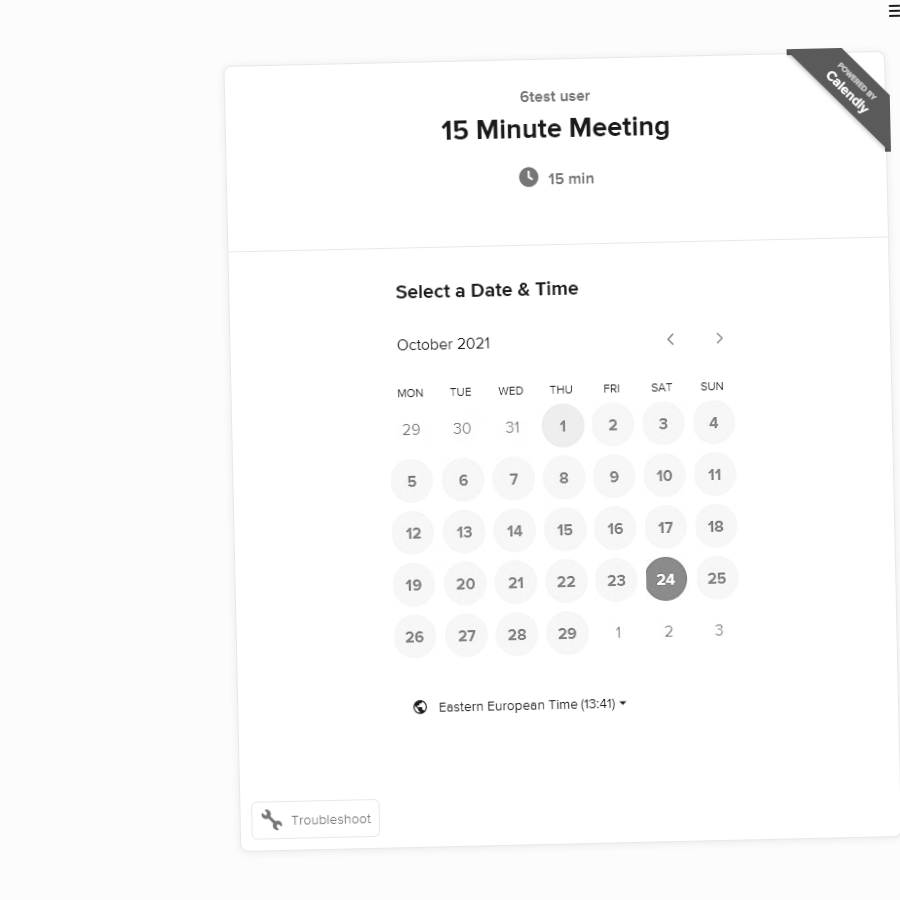 POWERED BY
Calendly
6test user
15 Minute Meeting
15 min
Select a Date & Time
October 2021
MON TUE WED THU FRI SAT SUN
29 30 31 1 2 3 4
5 6 7 8 9 10 11
12 13 14 15 16 17 18
19 20 21 22 23 24 25
26 27 28 29 1 2 3
Eastern European Time (13:41)
Troubleshoot